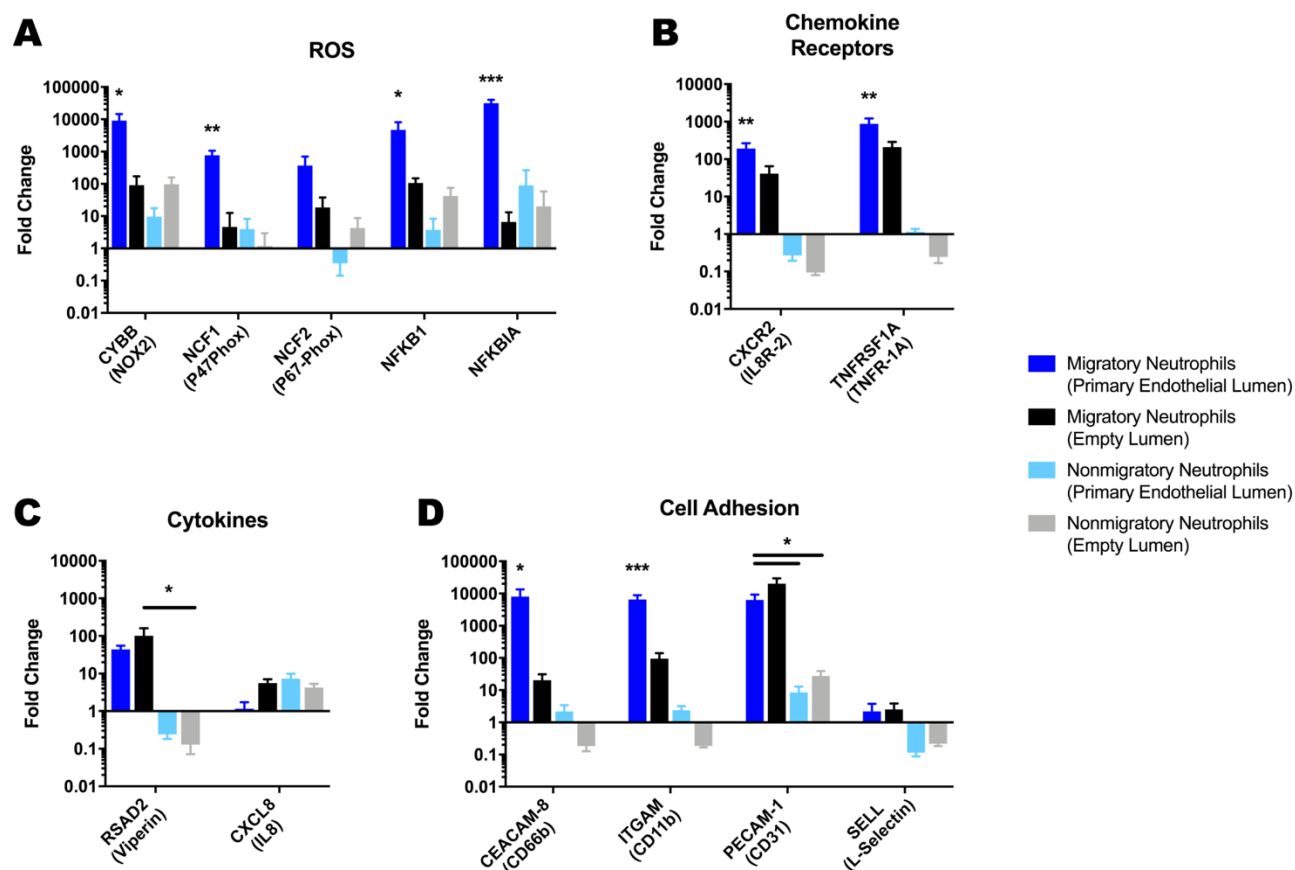 A
ROS
Fold Change
100000
10000
1000
100
10
1
0.1
0.01
*
**
*
***
CYBB
(NOX2)
NCF1
(P47Phox)
NCF2
(P67-Phox)
NFKB1
NFKBIA
B
Chemokine
Receptors
Fold Change
10000
1000
100
10
1
0.1
0.01
**
**
CXCR2
(IL8R-2)
TNFRSF1A
(TNFR-1A)
Migratory Neutrophils
(Primary Endothelial Lumen)
Migratory Neutrophils
(Empty Lumen)
Nonmigratory Neutrophils
(Primary Endothelial Lumen)
Nonmigratory Neutrophils
(Empty Lumen)
C
Cytokines
Fold Change
10000
1000
100
10
1
0.1
0.01
*
RSAD2
(Viperin)
CXCL8
(IL8)
D
Cell Adhesion
Fold Change
100000
10000
1000
100
10
1
0.1
0.01
*
***
*
CEACAM-8
(CD66b)
ITGAM
(CD11b)
PECAM-1
(CD31)
SELL
(L-Selectin)